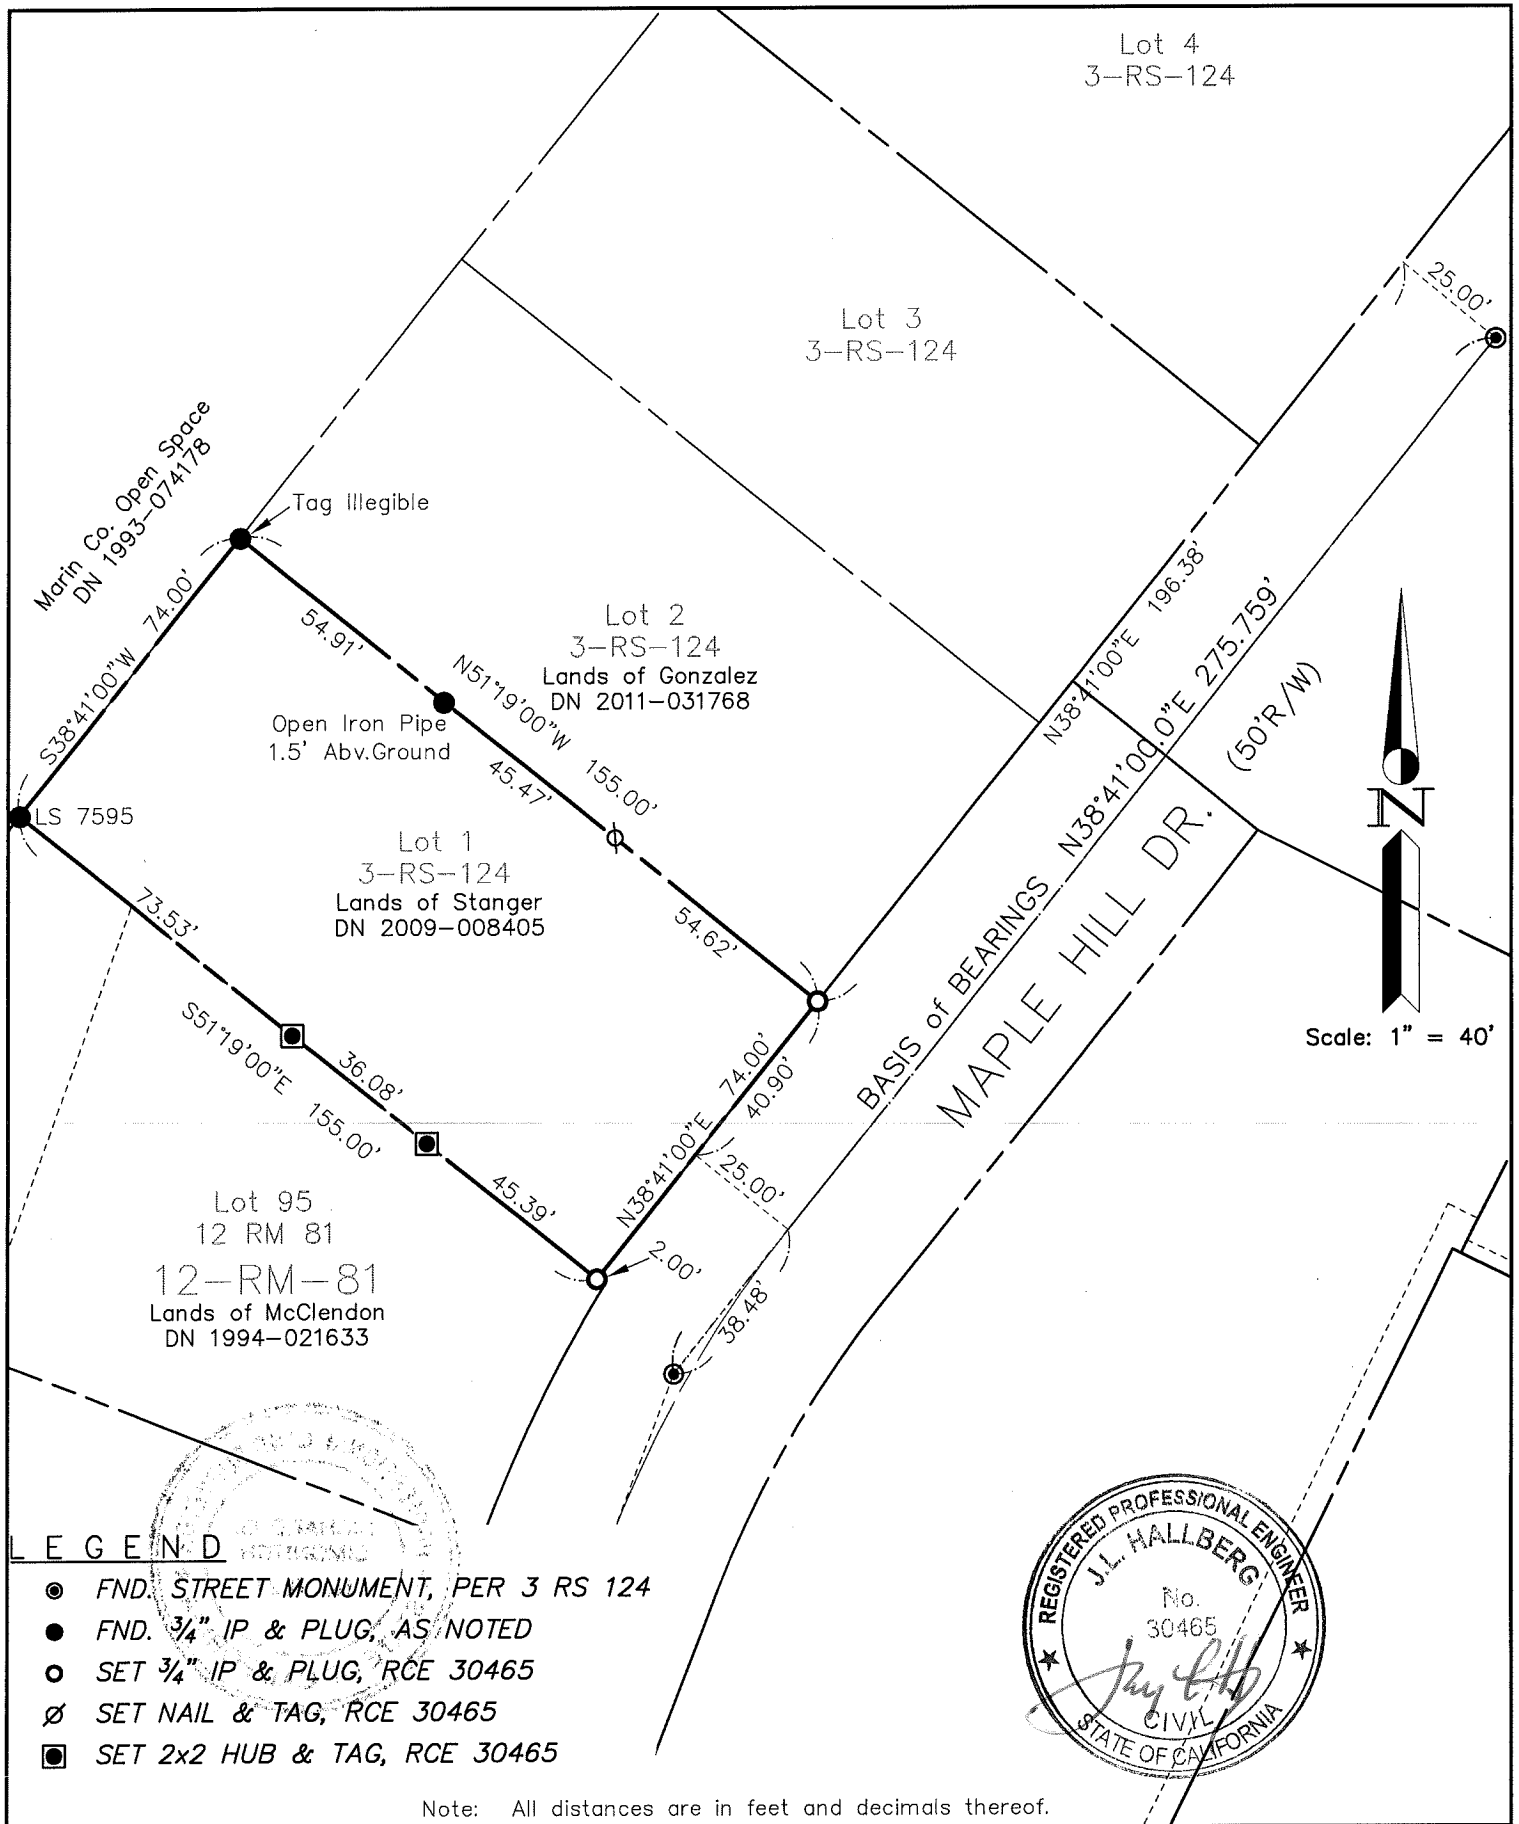 Lot 4
3-RS-124
25.00'
Lot 3
3-RS-124
Marin Co. Open Space
DN 1993-074178
Tag Illegible
S38°41'00"W 74.00'
54.91'
Lot 2
3-RS-124
Lands of Gonzalez
DN 2011-031768
N51°19'00"W 155.00'
Open Iron Pipe
1.5' Abv.Ground
45.47'
N38°41'00"E 196.38'
BASIS of BEARINGS N38°41'00.0"E 275.759'
(50'R/W)
MAPLE HILL DR.
N
Scale: 1" = 40'
LS 7595
Lot 1
3-RS-124
Lands of Stanger
DN 2009-008405
73.53'
54.62'
S51°19'00"E 155.00'
36.08'
45.39'
N38°41'00"E 74.00'
40.90'
25.00'
2.00'
38.48'
Lot 95
12 RM 81
12-RM-81
Lands of McClendon
DN 1994-021633
LEGEND
FND. STREET MONUMENT, PER 3 RS 124
FND. 3/4" IP & PLUG, AS NOTED
SET 3/4" IP & PLUG, RCE 30465
SET NAIL & TAG, RCE 30465
SET 2x2 HUB & TAG, RCE 30465
REGISTERED PROFESSIONAL ENGINEER
J.L. HALLBERG
No.
30465
CIVIL
STATE OF CALIFORNIA
Note: All distances are in feet and decimals thereof.